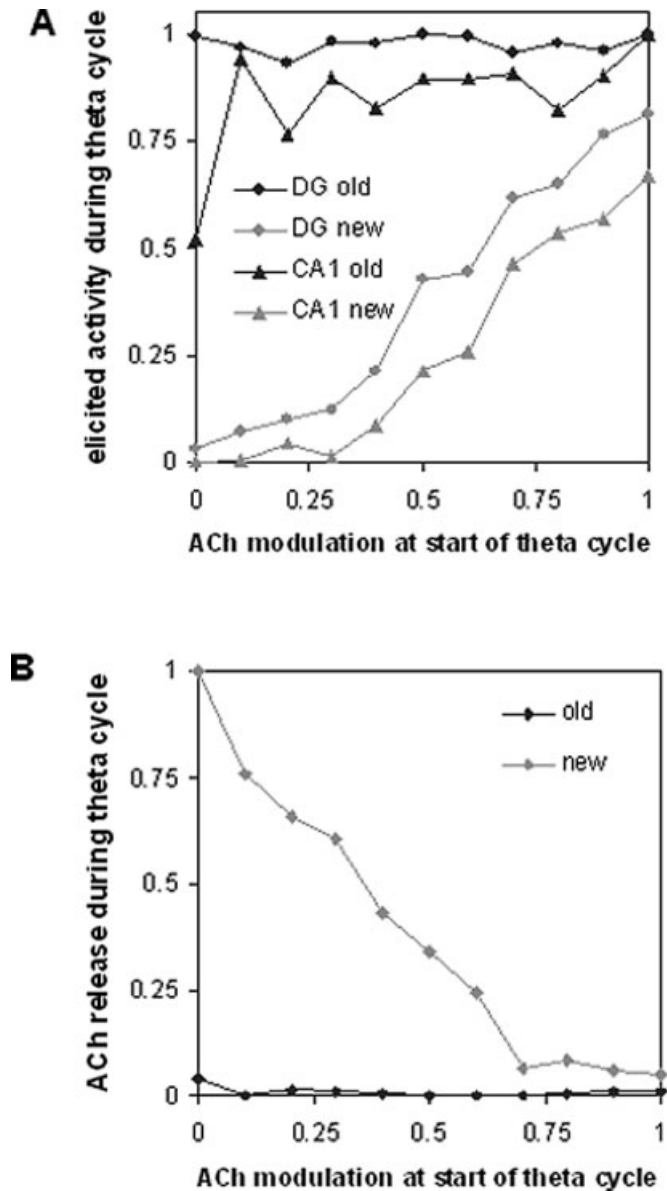 A
elicited activity during theta cycle
1
0.75
0.5
0.25
0
DG old
DG new
CA1 old
CA1 new
0 0.25 0.5 0.75 1
ACh modulation at start of theta cycle
B
ACh release during theta cycle
1
0.75
0.5
0.25
0
old
new
0 0.25 0.5 0.75 1
ACh modulation at start of theta cycle